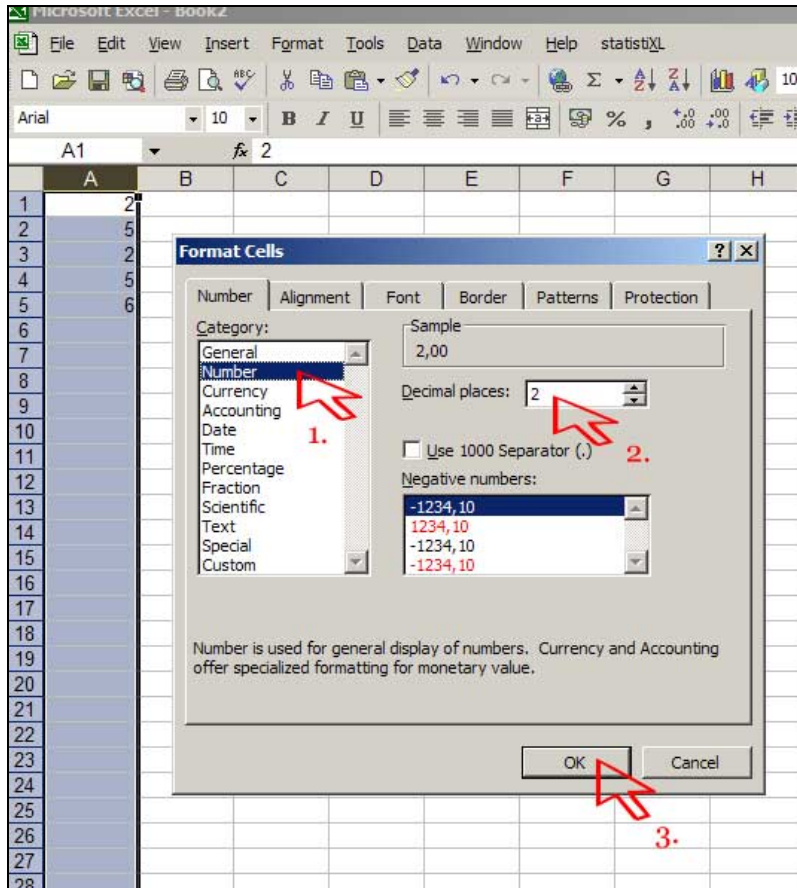 Microsoft Excel - Book2
File Edit View Insert Format Tools Data Window Help statistiXL
ABC Σ A Z Z A 10
Arial 10 B I U a % , ,0 ,00 ,00 ,0
A1 fx 2
A B C D E F G H
1 2
2 5
3 2
4 5
5 6
6
7
8
9
10
11
12
13
14
15
16
17
18
19
20
21
22
23
24
25
26
27
28
Format Cells ? X
Number Alignment Font Border Patterns Protection
Category:
General
Number
Currency
Accounting
Date
Time
Percentage
Fraction
Scientific
Text
Special
Custom
1.
Sample
2,00
Decimal places: 2
2.
Use 1000 Separator (.)
Negative numbers:
-1234,10
1234,10
-1234,10
-1234,10
Number is used for general display of numbers. Currency and Accounting
offer specialized formatting for monetary value.
OK Cancel
3.